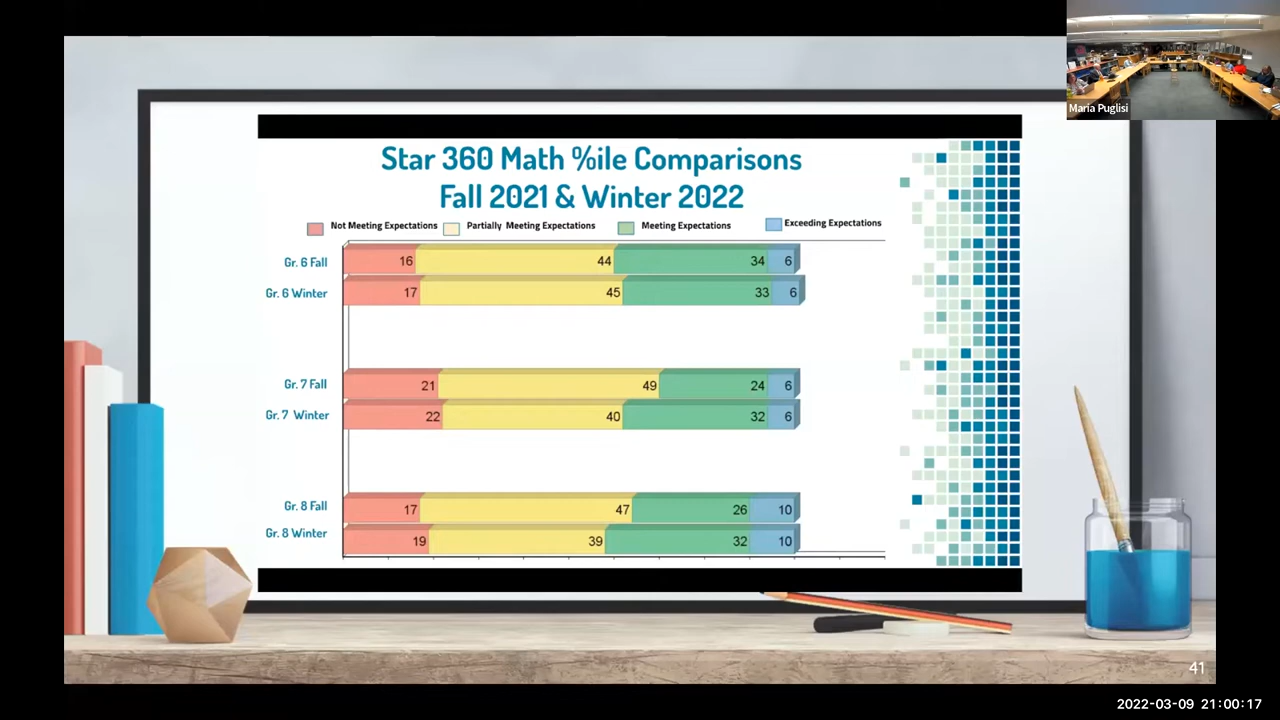 Maria Puglisi
Star 360 Math %ile Comparisons
Fall 2021 & Winter 2022
Not Meeting Expectations Partially Meeting Expectations Meeting Expectations Exceeding Expectations
Gr. 6 Fall 16 44 34 6
Gr. 6 Winter 17 45 33 6
Gr. 7 Fall 21 49 24 6
Gr. 7 Winter 22 40 32 6
Gr. 8 Fall 17 47 26 10
Gr. 8 Winter 19 39 32 10
41
2022-03-09 21:00:17